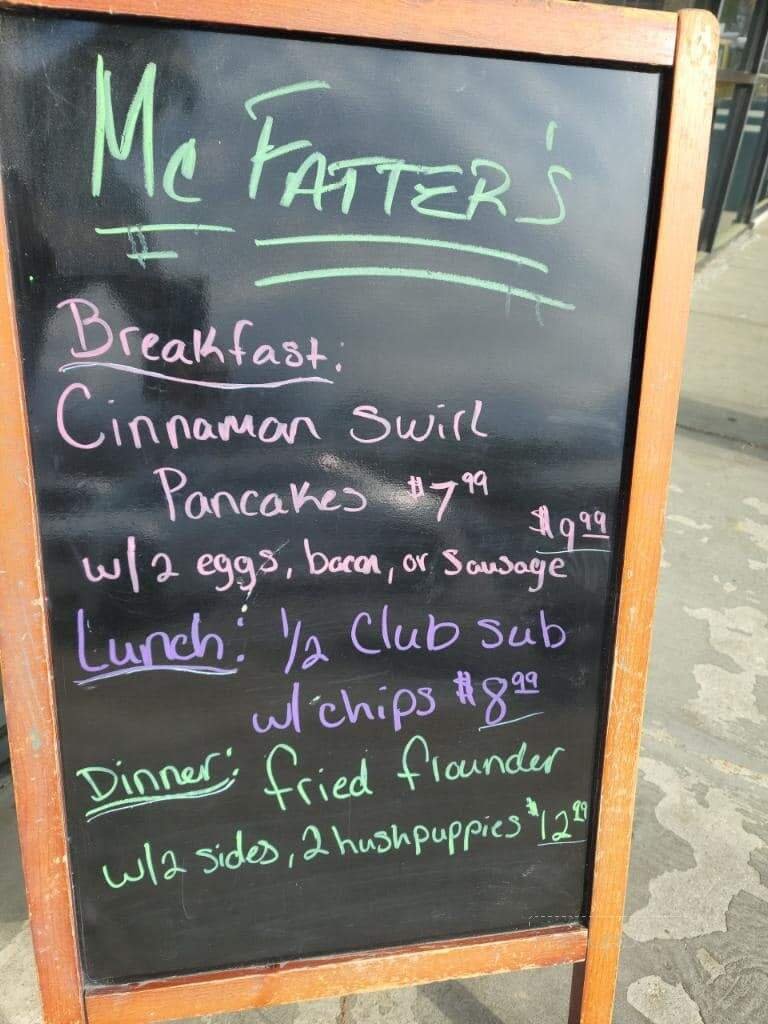 Mc FATTER'S
Breakfast:
Cinnamon Swirl
Pancakes $7.99
$9.99
w/2 eggs, bacon, or Sausage
Lunch: 1/2 Club sub
w/ chips $8.99
Dinner: fried flounder
w/2 sides, 2 hushpuppies $12.99